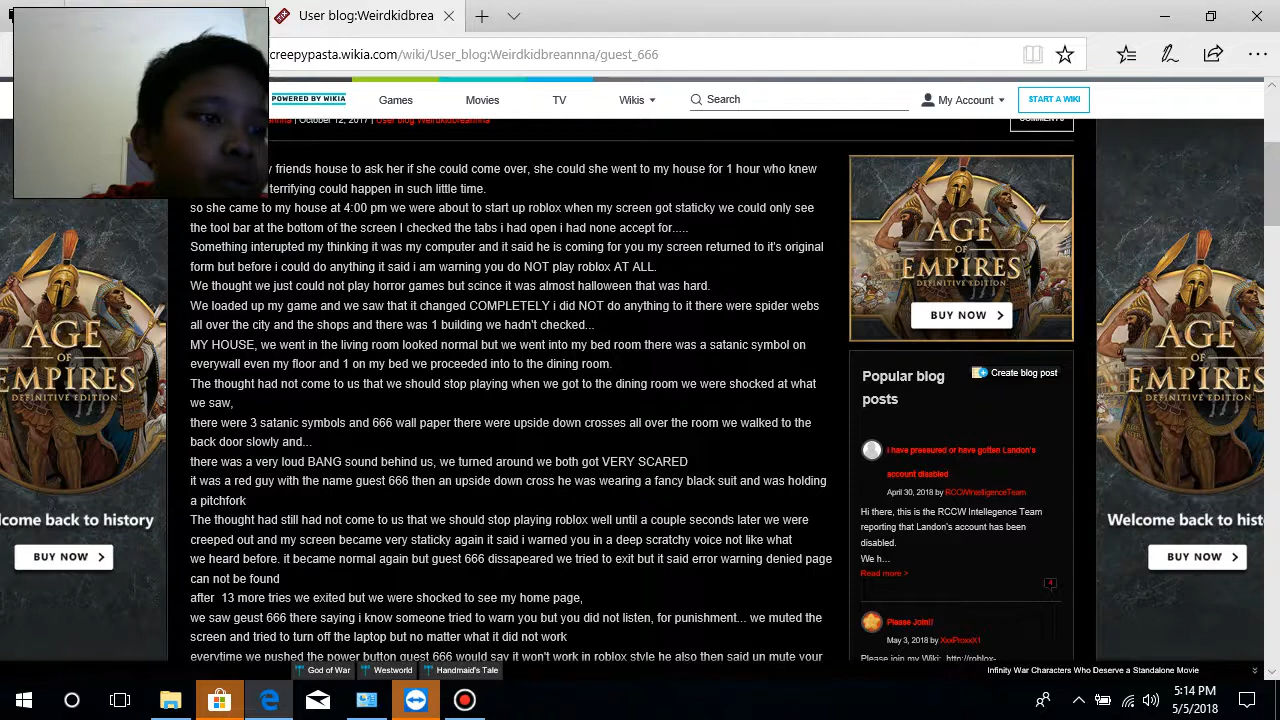 creepypasta.wikia.com/wiki/User_blog:Weirdkidbreannna/guest_666
POWERED BY WIKIA
Games
Movies
TV
Wikis
Search
My Account
START A WIKI
| October 12, 2017 | User blog:Weirdkidbreannna
COMMENTS
y friends house to ask her if she could come over, she could she went to my house for 1 hour who knew
terrifying could happen in such little time.
so she came to my house at 4:00 pm we were about to start up roblox when my screen got staticky we could only see
the tool bar at the bottom of the screen I checked the tabs i had open i had none accept for.....
Something interupted my thinking it was my computer and it said he is coming for you my screen returned to it's original
form but before i could do anything it said i am warning you do NOT play roblox AT ALL.
We thought we just could not play horror games but scince it was almost halloween that was hard.
We loaded up my game and we saw that it changed COMPLETELY i did NOT do anything to it there were spider webs
all over the city and the shops and there was 1 building we hadn't checked...
MY HOUSE, we went in the living room looked normal but we went into my bed room there was a satanic symbol on
everywall even my floor and 1 on my bed we proceeded into to the dining room.
The thought had not come to us that we should stop playing when we got to the dining room we were shocked at what
we saw,
there were 3 satanic symbols and 666 wall paper there were upside down crosses all over the room we walked to the
back door slowly and...
there was a very loud BANG sound behind us, we turned around we both got VERY SCARED
it was a red guy with the name guest 666 then an upside down cross he was wearing a fancy black suit and was holding
a pitchfork
The thought had still had not come to us that we should stop playing roblox well until a couple seconds later we were
creeped out and my screen became very staticky again it said i warned you in a deep scratchy voice not like what
we heard before. it became normal again but guest 666 dissapeared we tried to exit but it said error warning denied page
can not be found
after 13 more tries we exited but we were shocked to see my home page,
we saw geust 666 there saying i know someone tried to warn you but you did not listen, for punishment... we muted the
screen and tried to turn off the laptop but no matter what it did not work
everytime we pushed the power button guest 666 would say it won't work in roblox style he also then said un mute your
AGE
OF
EMPIRES
DEFINITIVE EDITION
BUY NOW
Popular blog
posts
Create blog post
I have pressured or have gotten Landon's
account disabled
April 30, 2018 by RCCWIntelligenceTeam
Hi there, this is the RCCW Intellegence Team
reporting that Landon's account has been
disabled.
We h...
Read more >
4
Please Join!!
May 3, 2018 by XxxProxxX1
Please join my Wiki: http://roblox-
AGE
OF
EMPIRES
DEFINITIVE EDITION
lcome back to history
BUY NOW
AGE
OF
EMPIRES
DEFINITIVE EDITION
Welcome back to hist
BUY NOW
God of War
Westworld
Handmaid's Tale
Infinity War Characters Who Deserve a Standalone Movie
5:14 PM
5/5/2018